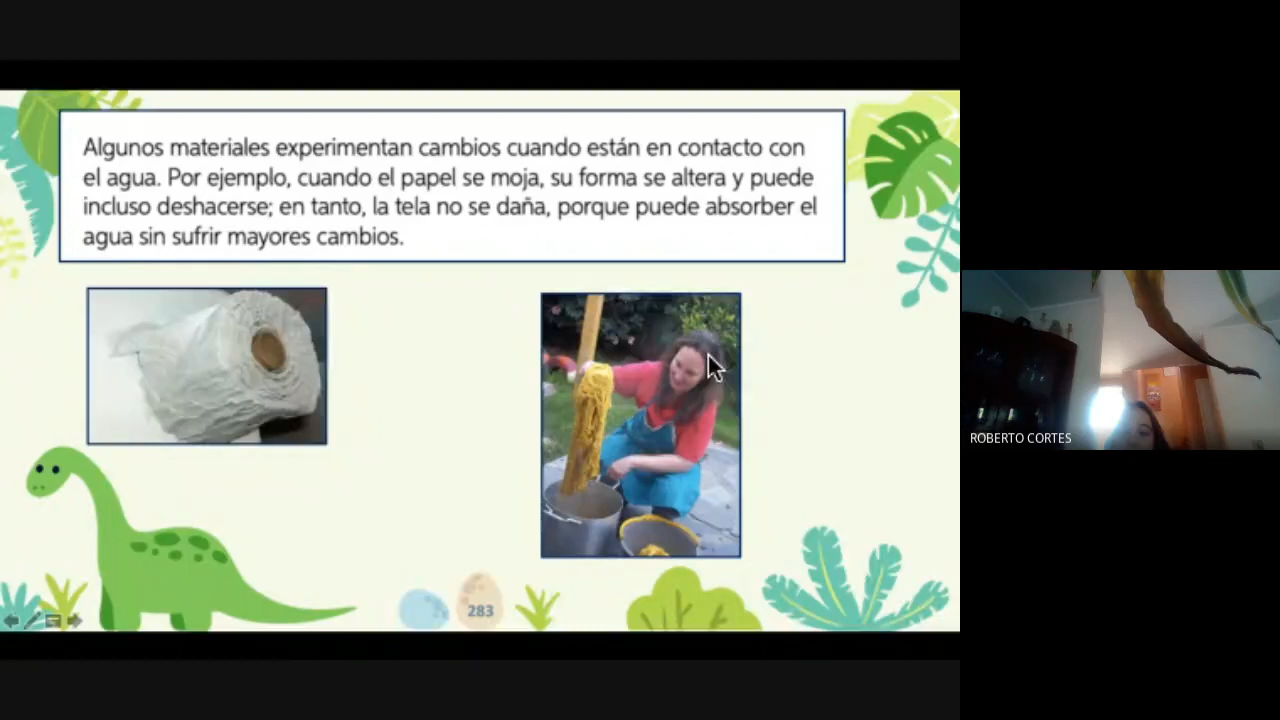 Algunos materiales experimentan cambios cuando están en contacto con
el agua. Por ejemplo, cuando el papel se moja, su forma se altera y puede
incluso deshacerse; en tanto, la tela no se daña, porque puede absorber el
agua sin sufrir mayores cambios.
ROBERTO CORTES
283